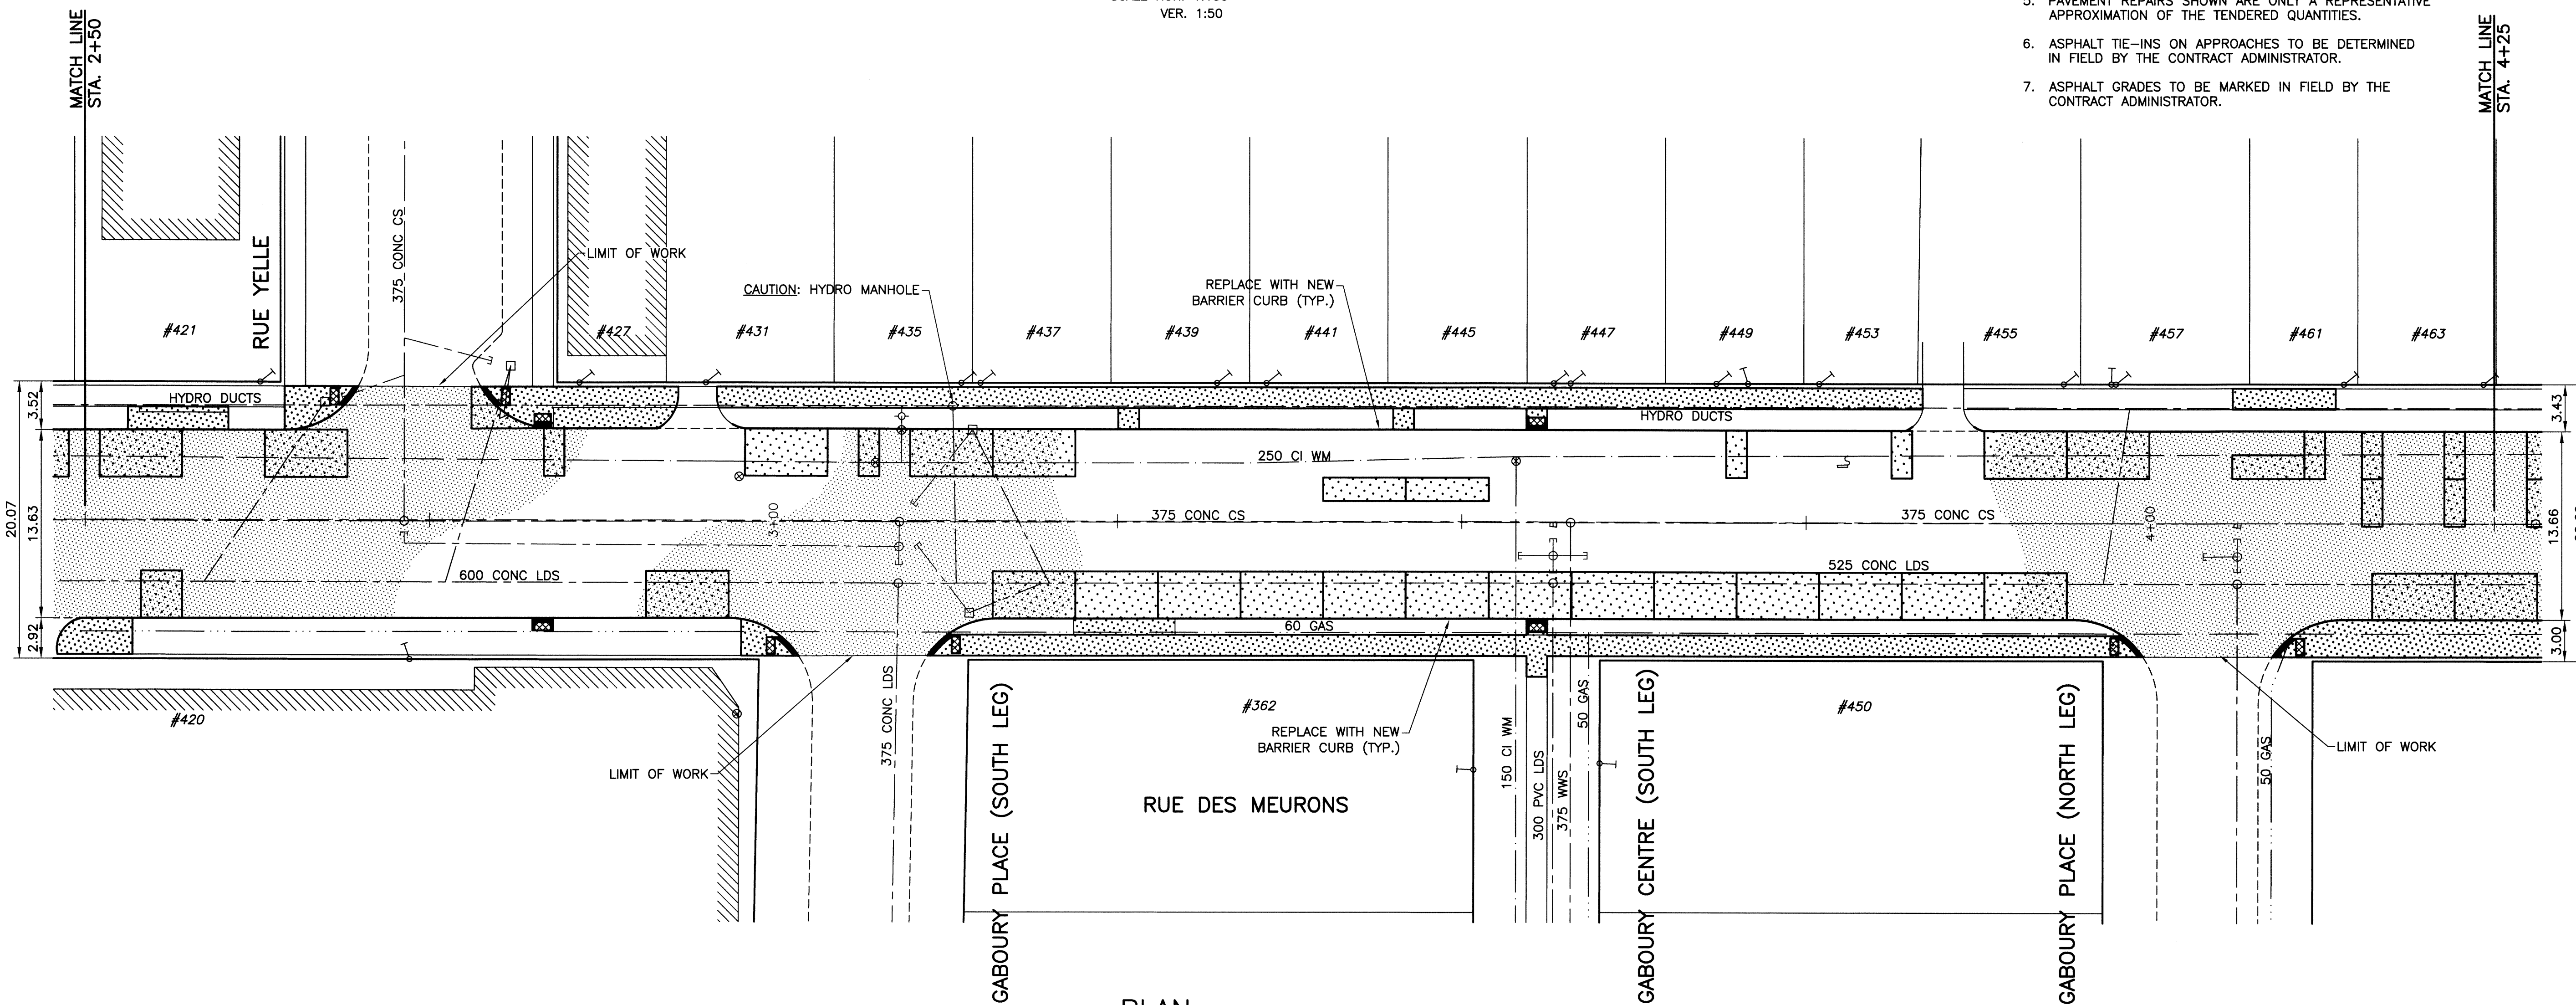 VER. 1:50
5. PAVEMENT REPAIRS SHOWN ARE ONLY A REPRESENTATIVE
APPROXIMATION OF THE TENDERED QUANTITIES.
6. ASPHALT TIE-INS ON APPROACHES TO BE DETERMINED
IN FIELD BY THE CONTRACT ADMINISTRATOR.
7. ASPHALT GRADES TO BE MARKED IN FIELD BY THE
CONTRACT ADMINISTRATOR.
MATCH LINE
STA. 2+50
MATCH LINE
STA. 4+25
RUE YELLE
375 CONC CS
LIMIT OF WORK
CAUTION: HYDRO MANHOLE
REPLACE WITH NEW
BARRIER CURB (TYP.)
#421
#427
#431
#435
#437
#439
#441
#445
#447
#449
#453
#455
#457
#461
#463
HYDRO DUCTS
HYDRO DUCTS
3.52
13.63
20.07
2.92
3.43
13.66
3.00
250 CI WM
3+00
375 CONC CS
375 CONC CS
4+00
600 CONC LDS
525 CONC LDS
60 GAS
#420
#362
#450
REPLACE WITH NEW
BARRIER CURB (TYP.)
LIMIT OF WORK
LIMIT OF WORK
375 CONC LDS
GABOURY PLACE (SOUTH LEG)
RUE DES MEURONS
150 CI WM
300 PVC LDS
375 WWS
50 GAS
GABOURY CENTRE (SOUTH LEG)
GABOURY PLACE (NORTH LEG)
50 GAS
PLAN